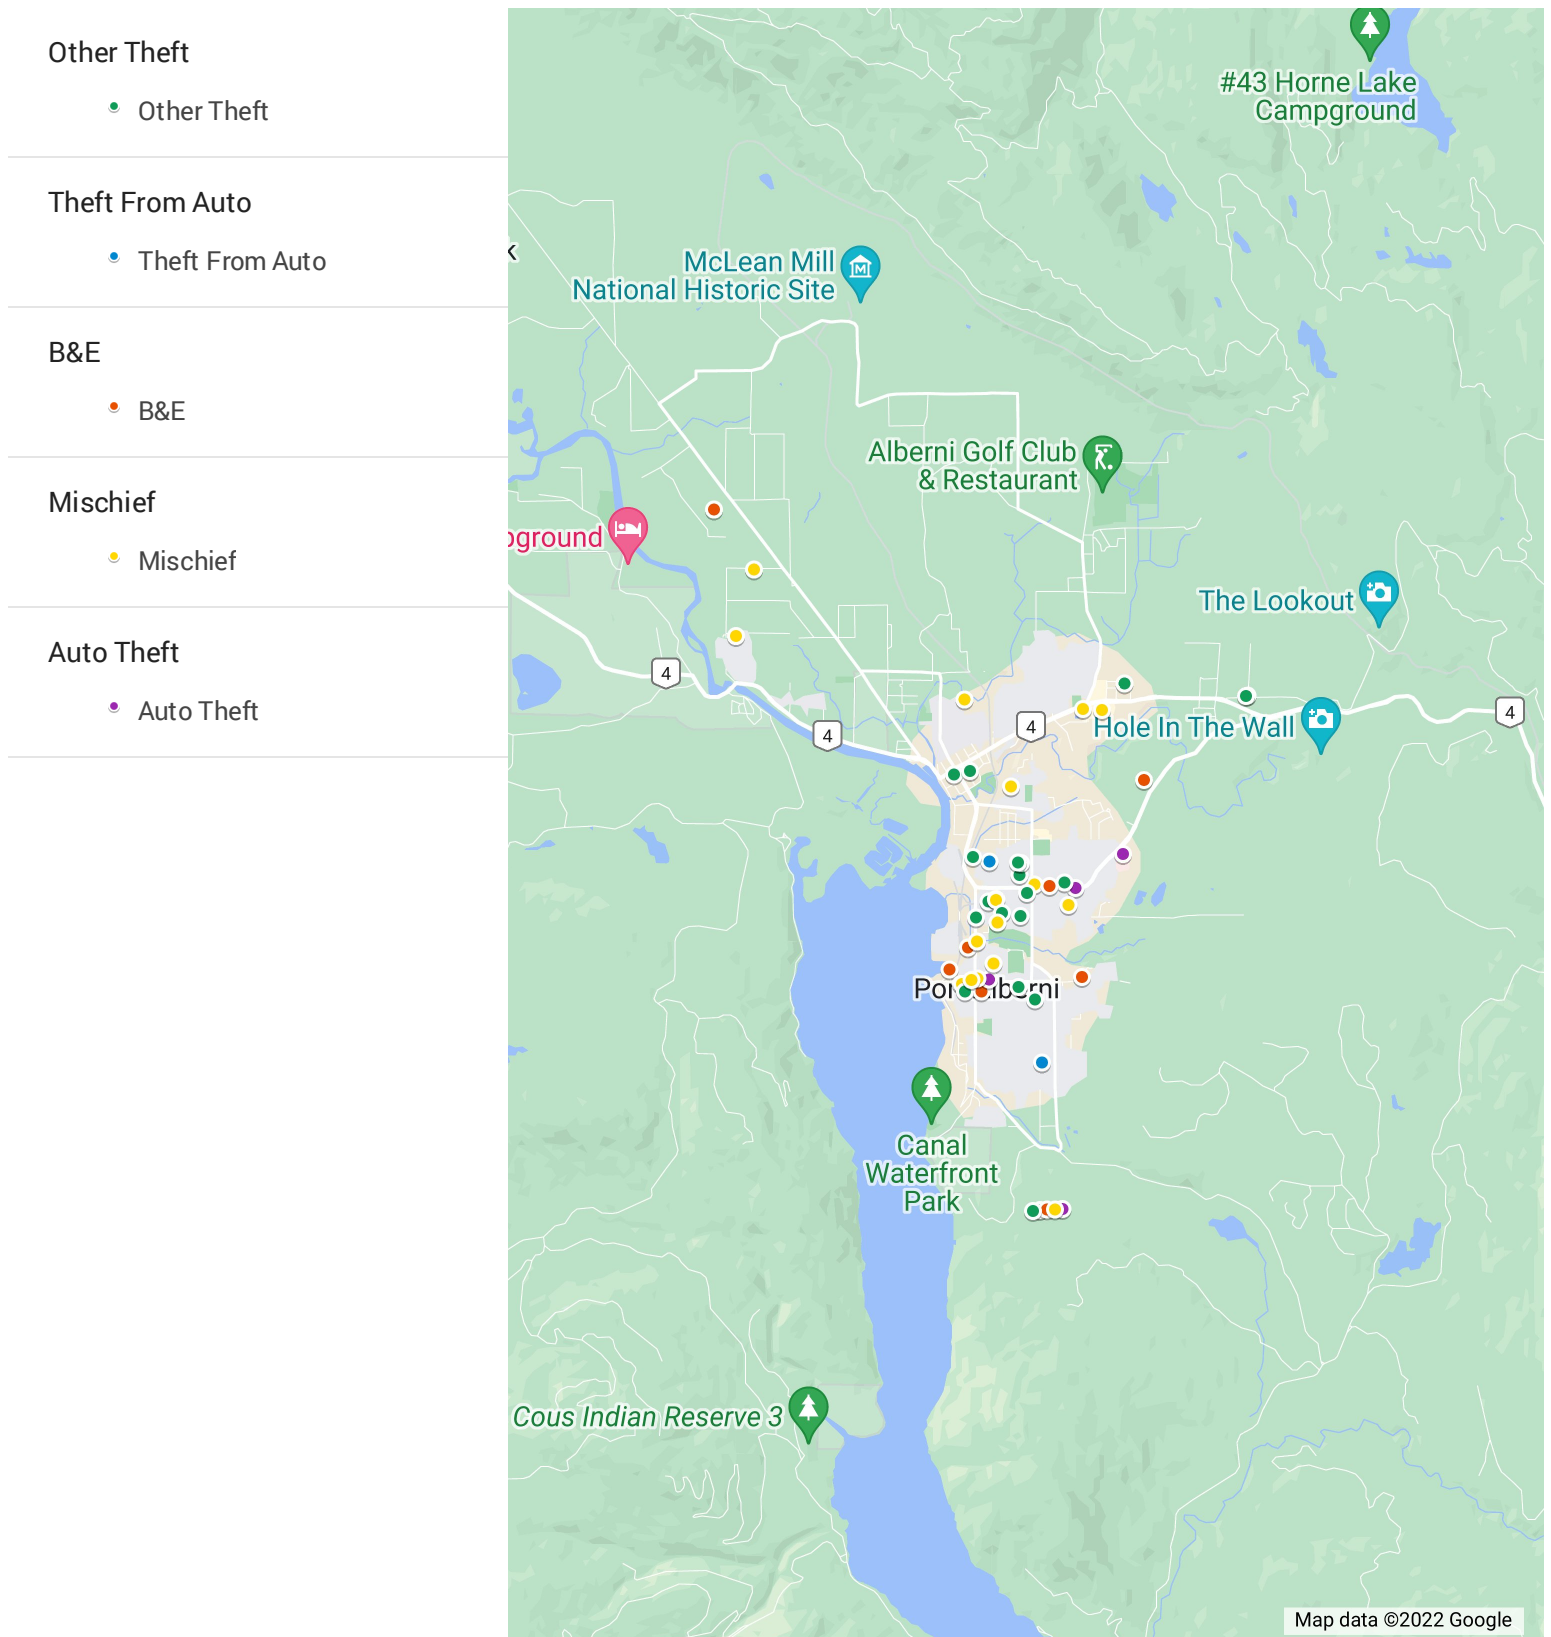 Other Theft
Other Theft
Theft From Auto
Theft From Auto
B&E
B&E
Mischief
Mischief
Auto Theft
Auto Theft
#43 Horne Lake
Campground
k
McLean Mill
National Historic Site
M
Alberni Golf Club
& Restaurant
The Lookout
4
4
4
Hole In The Wall
4
Canal
Waterfront
Park
Cous Indian Reserve 3
Map data ©2022 Google